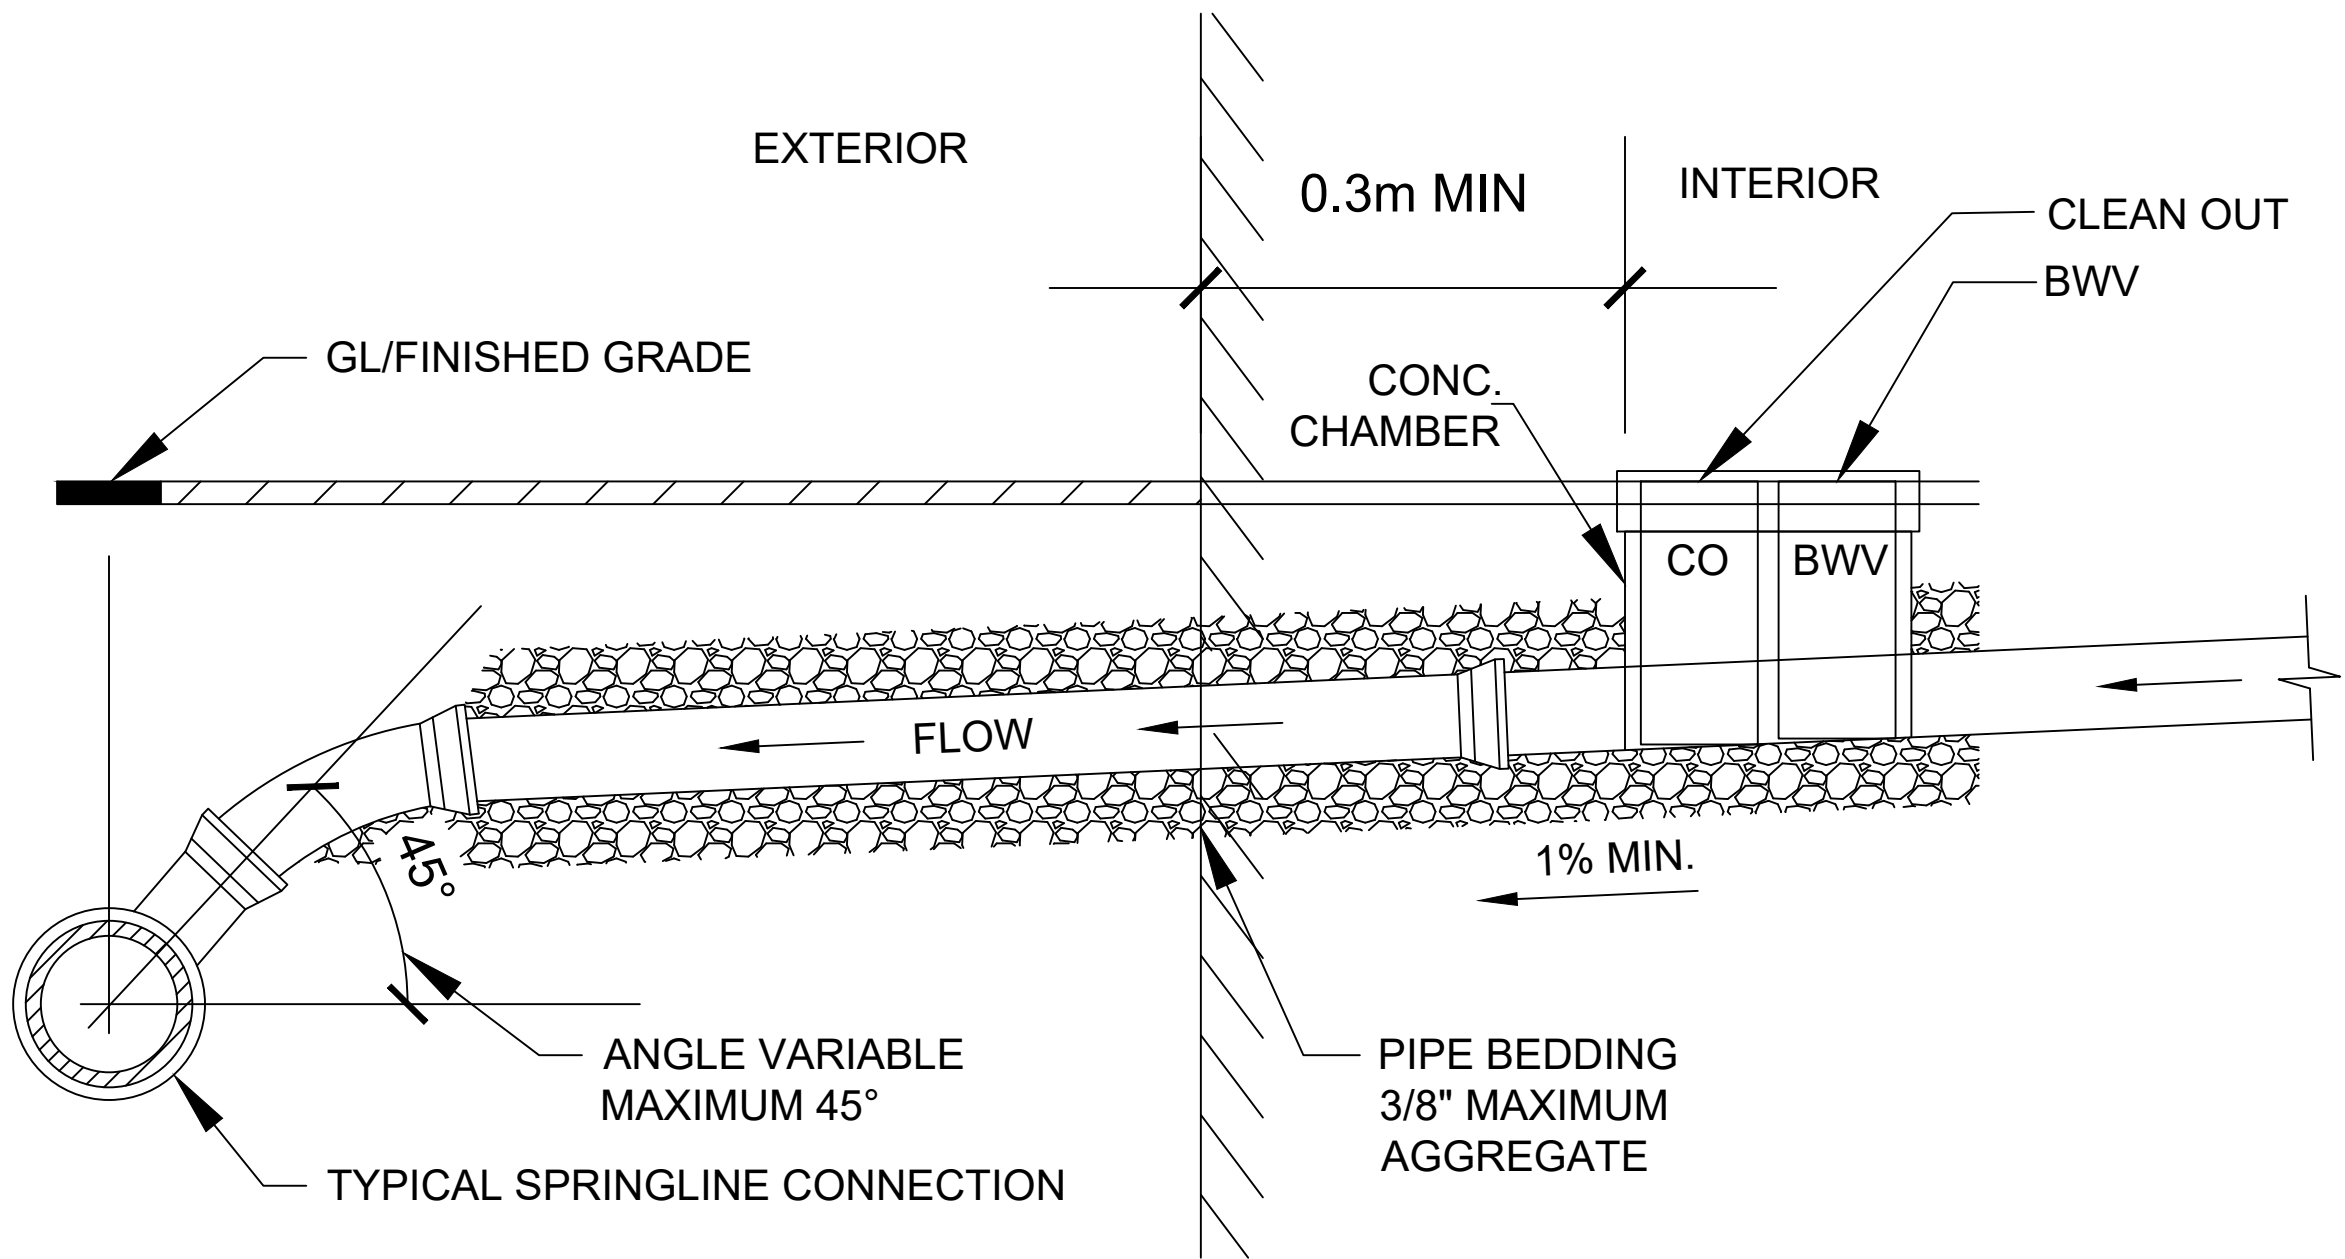 EXTERIOR
0.3m MIN
INTERIOR
CLEAN OUT
BWV
GL/FINISHED GRADE
CONC.
CHAMBER
CO
BWV
FLOW
45°
1% MIN.
ANGLE VARIABLE
MAXIMUM 45°
PIPE BEDDING
3/8" MAXIMUM
AGGREGATE
TYPICAL SPRINGLINE CONNECTION